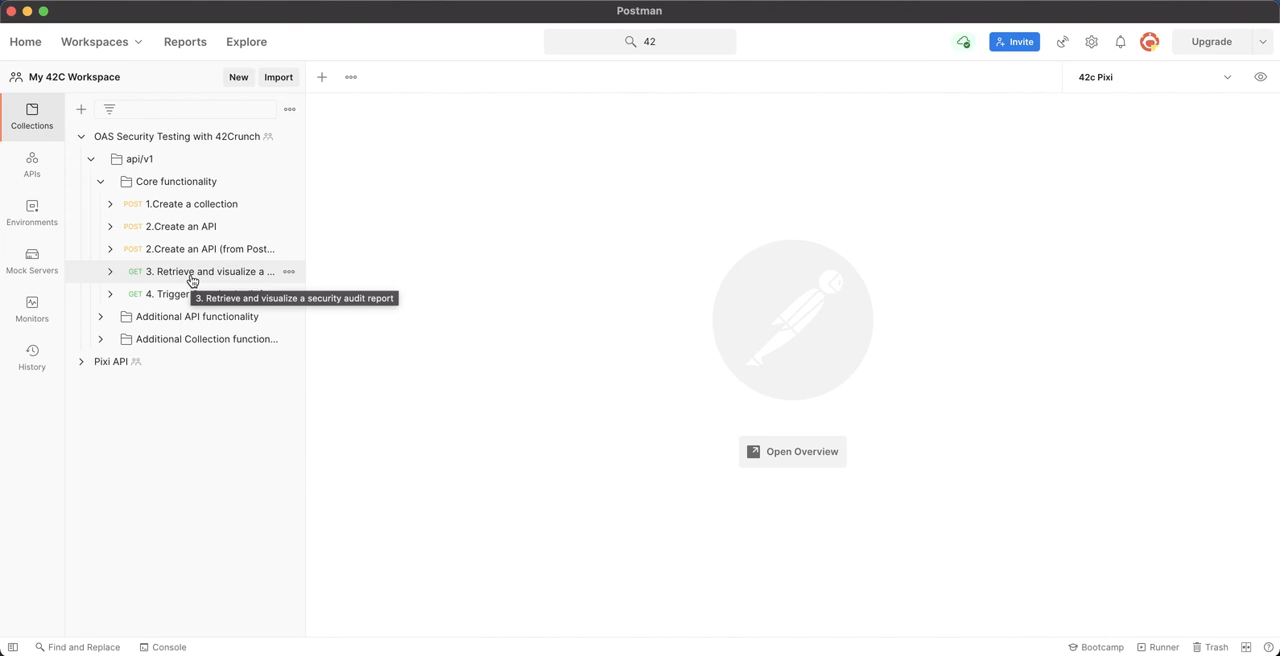 Postman
Home Workspaces Reports Explore 42 Invite Upgrade
My 42C Workspace New Import 42c Pixi
Collections
APIs
Environments
Mock Servers
Monitors
History
OAS Security Testing with 42Crunch
api/v1
Core functionality
POST 1.Create a collection
POST 2.Create an API
POST 2.Create an API (from Post...
GET 3. Retrieve and visualize a ...
GET 4. Trigger
3. Retrieve and visualize a security audit report
Additional API functionality
Additional Collection function...
Pixi API
Open Overview
Find and Replace Console Bootcamp Runner Trash